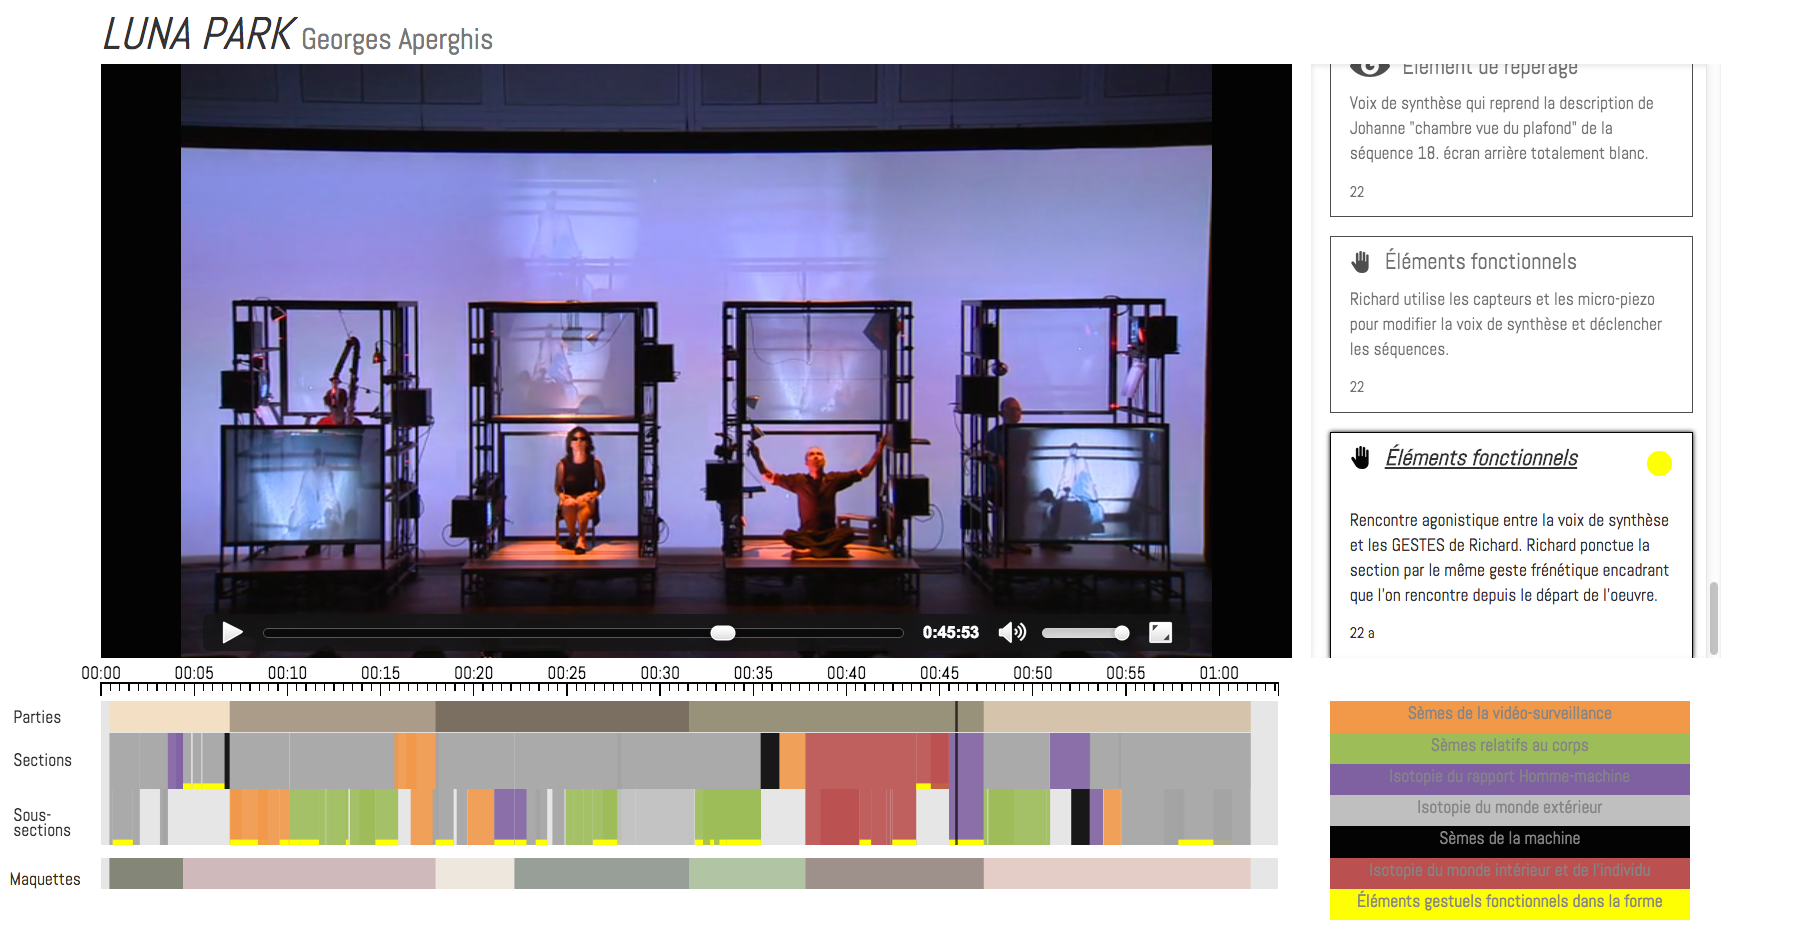 LUNA PARK Georges Aperghis
Élément de repérage
Voix de synthèse qui reprend la description de
Johanne "chambre vue du plafond" de la
séquence 18. écran arrière totalement blanc.
22
Éléments fonctionnels
Richard utilise les capteurs et les micro-piezo
pour modifier la voix de synthèse et déclencher
les séquences.
22
Éléments fonctionnels
Rencontre agonistique entre la voix de synthèse
et les GESTES de Richard. Richard ponctue la
section par le même geste frénétique encadrant
que l'on rencontre depuis le départ de l'oeuvre.
22 a
0:45:53
00:00 00:05 00:10 00:15 00:20 00:25 00:30 00:35 00:40 00:45 00:50 00:55 01:00
Parties
Sections
Sous-
sections
Maquettes
Sèmes de la vidéo-surveillance
Sèmes relatifs au corps
Isotopie du rapport Homme-machine
Isotopie du monde extérieur
Sèmes de la machine
Isotopie du monde intérieur et de l'individu
Éléments gestuels fonctionnels dans la forme